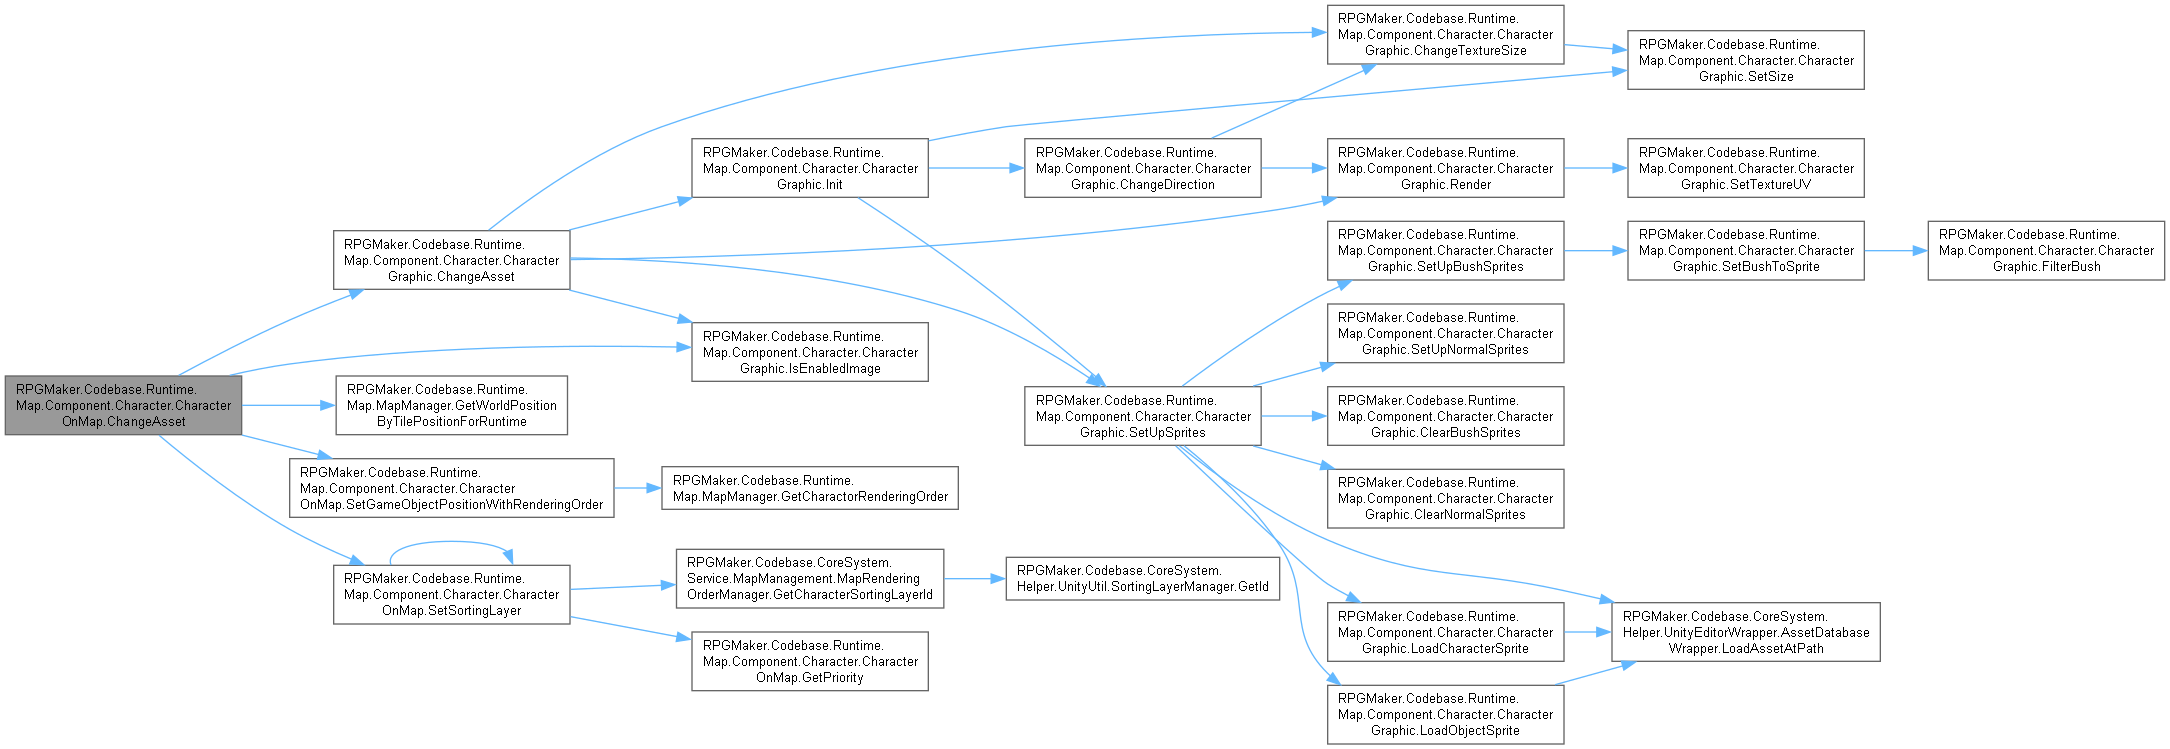 RPGMaker.Codebase.Runtime.
Map.Component.Character.Character
OnMap.ChangeAsset
RPGMaker.Codebase.Runtime.
Map.Component.Character.Character
Graphic.ChangeAsset
RPGMaker.Codebase.Runtime.
Map.MapManager.GetWorldPosition
ByTilePositionForRuntime
RPGMaker.Codebase.Runtime.
Map.Component.Character.Character
OnMap.SetGameObjectPositionWithRenderingOrder
RPGMaker.Codebase.Runtime.
Map.Component.Character.Character
OnMap.SetSortingLayer
RPGMaker.Codebase.Runtime.
Map.Component.Character.Character
Graphic.Init
RPGMaker.Codebase.Runtime.
Map.Component.Character.Character
Graphic.IsEnabledImage
RPGMaker.Codebase.Runtime.
Map.MapManager.GetCharactorRenderingOrder
RPGMaker.Codebase.CoreSystem.
Service.MapManagement.MapRendering
OrderManager.GetCharacterSortingLayerId
RPGMaker.Codebase.Runtime.
Map.Component.Character.Character
OnMap.GetPriority
RPGMaker.Codebase.Runtime.
Map.Component.Character.Character
Graphic.ChangeDirection
RPGMaker.Codebase.Runtime.
Map.Component.Character.Character
Graphic.SetUpSprites
RPGMaker.Codebase.CoreSystem.
Helper.UnityUtil.SortingLayerManager.GetId
RPGMaker.Codebase.Runtime.
Map.Component.Character.Character
Graphic.ChangeTextureSize
RPGMaker.Codebase.Runtime.
Map.Component.Character.Character
Graphic.Render
RPGMaker.Codebase.Runtime.
Map.Component.Character.Character
Graphic.SetUpBushSprites
RPGMaker.Codebase.Runtime.
Map.Component.Character.Character
Graphic.SetUpNormalSprites
RPGMaker.Codebase.Runtime.
Map.Component.Character.Character
Graphic.ClearBushSprites
RPGMaker.Codebase.Runtime.
Map.Component.Character.Character
Graphic.ClearNormalSprites
RPGMaker.Codebase.Runtime.
Map.Component.Character.Character
Graphic.LoadCharacterSprite
RPGMaker.Codebase.Runtime.
Map.Component.Character.Character
Graphic.LoadObjectSprite
RPGMaker.Codebase.Runtime.
Map.Component.Character.Character
Graphic.SetSize
RPGMaker.Codebase.Runtime.
Map.Component.Character.Character
Graphic.SetTextureUV
RPGMaker.Codebase.Runtime.
Map.Component.Character.Character
Graphic.SetBushToSprite
RPGMaker.Codebase.CoreSystem.
Helper.UnityEditorWrapper.AssetDatabase
Wrapper.LoadAssetAtPath
RPGMaker.Codebase.Runtime.
Map.Component.Character.Character
Graphic.FilterBush